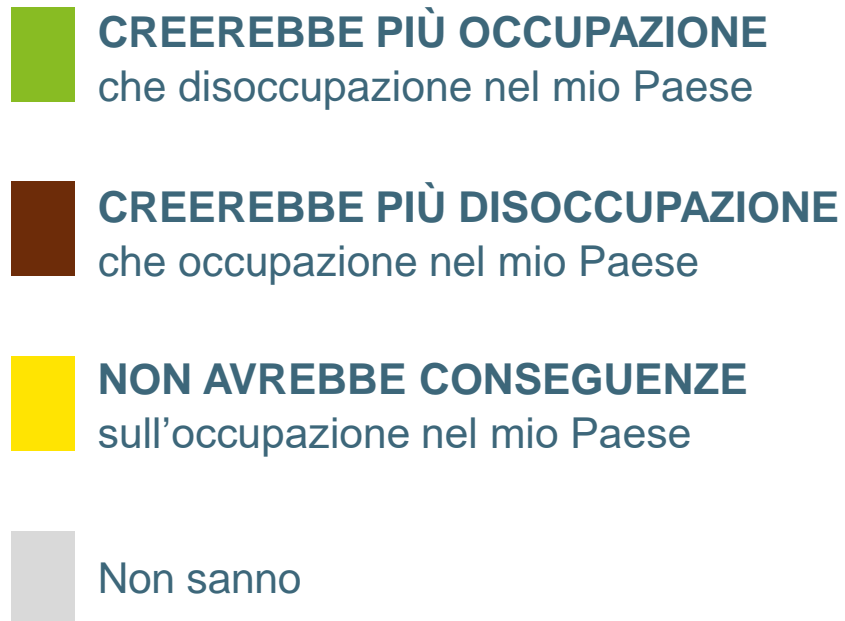 CREEREBBE PIÙ OCCUPAZIONE
che disoccupazione nel mio Paese
CREEREBBE PIÙ DISOCCUPAZIONE
che occupazione nel mio Paese
NON AVREBBE CONSEGUENZE
sull’occupazione nel mio Paese
Non sanno